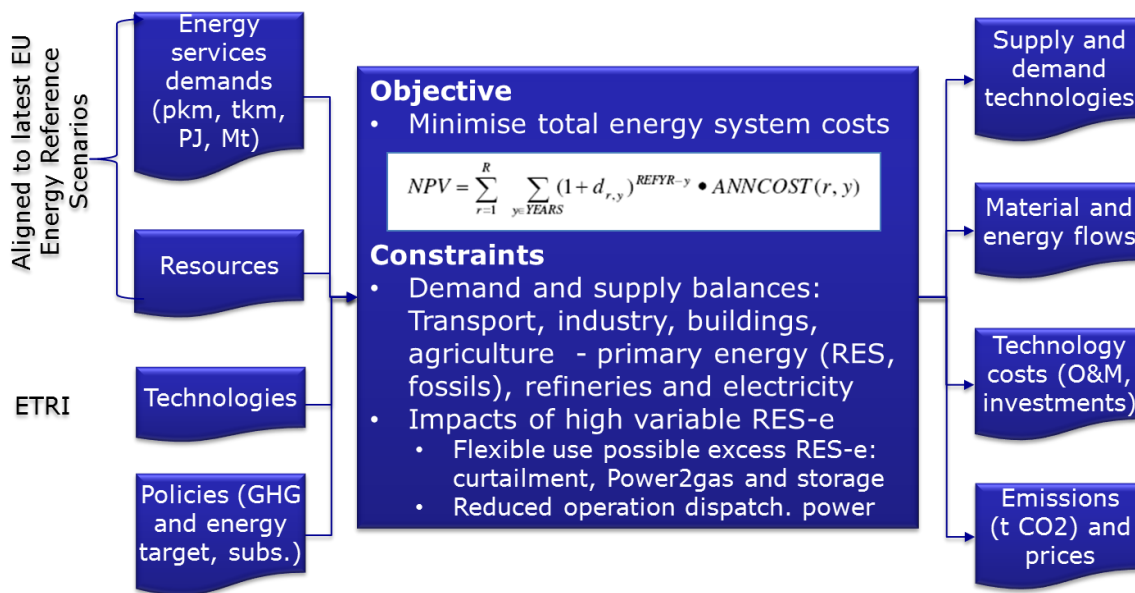 Aligned to latest EU
Energy Reference
Scenarios
ETRI
Energy
services
demands
(pkm, tkm,
PJ, Mt)
Resources
Technologies
Policies (GHG
and energy
target, subs.)
Objective
• Minimise total energy system costs
NPV = \sum_{r=1}^{R} \sum_{y∈YEARS} (1 + d_{r,y})^{REFYR−y} • ANNCOST(r, y)
Constraints
• Demand and supply balances:
Transport, industry, buildings,
agriculture - primary energy (RES,
fossils), refineries and electricity
• Impacts of high variable RES-e
• Flexible use possible excess RES-e:
curtailment, Power2gas and storage
• Reduced operation dispatch. power
Supply and
demand
technologies
Material and
energy flows
Technology
costs (O&M,
investments)
Emissions
(t CO2) and
prices